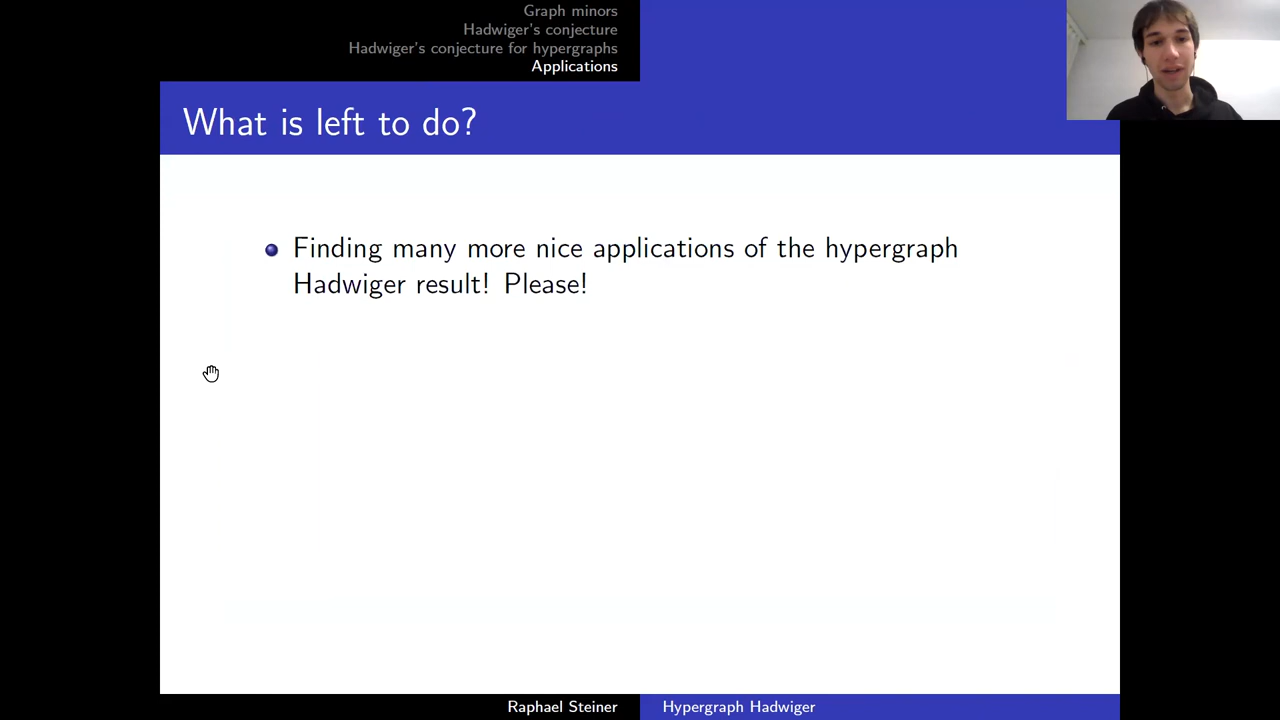 Graph minors
Hadwiger's conjecture
Hadwiger's conjecture for hypergraphs
Applications
What is left to do?
Finding many more nice applications of the hypergraph
Hadwiger result! Please!
Raphael Steiner
Hypergraph Hadwiger